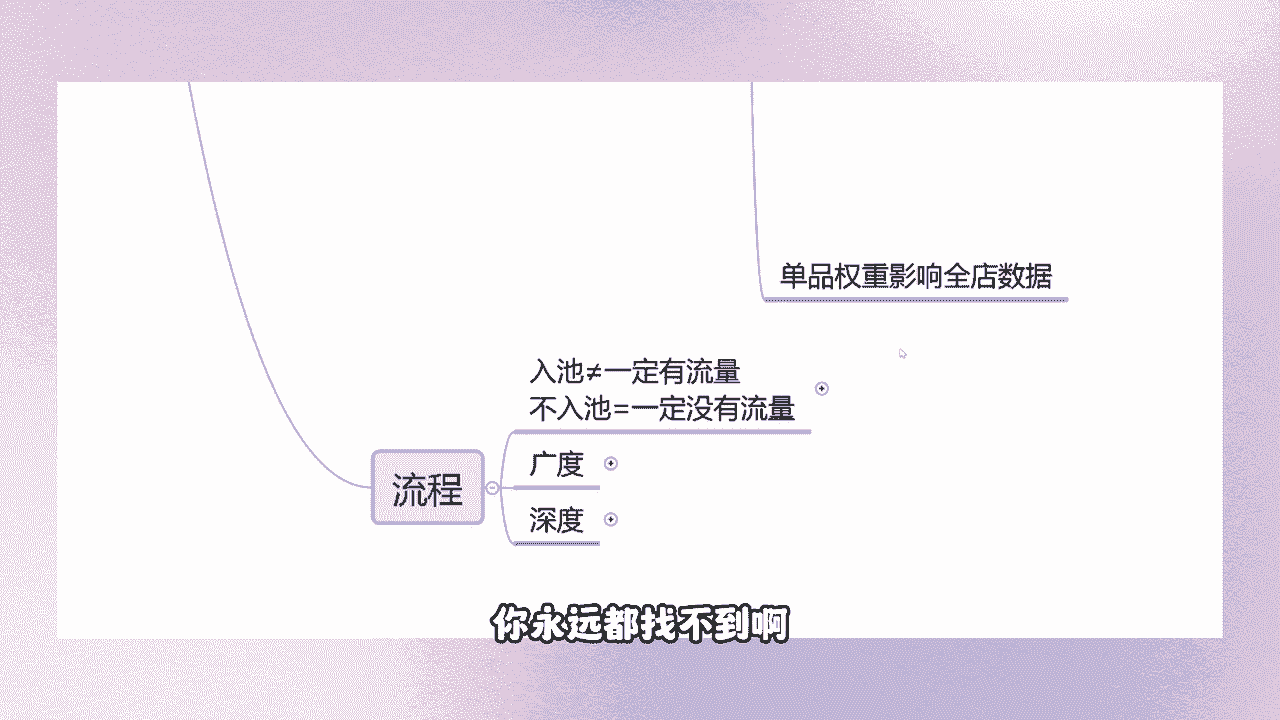 单品权重影响全店数据
入池≠一定有流量
不入池=一定没有流量
广度
流程
深度
你永远都找不到啊